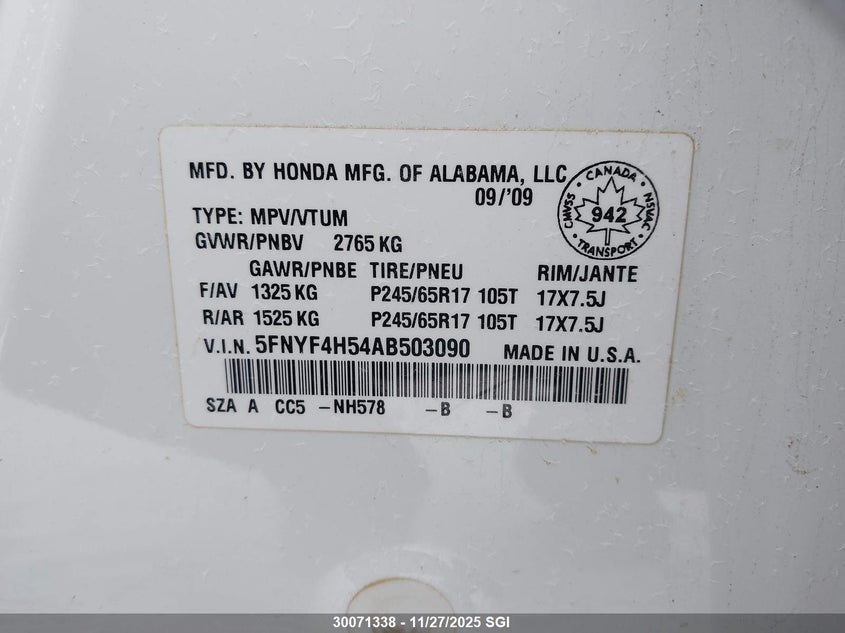 MFD. BY HONDA MFG. OF ALABAMA, LLC
09/'09
CANADA
CMVSS 942 NSVAC
TRANSPORT
TYPE: MPV/VTUM
GVWR/PNBV 2765 KG
GAWR/PNBE TIRE/PNEU RIM/JANTE
F/AV 1325 KG P245/65R17 105T 17X7.5J
R/AR 1525 KG P245/65R17 105T 17X7.5J
V.I.N. 5FNYF4H54AB503090 MADE IN U.S.A.
SZA A CC5 -NH578 -B -B
30071338 - 11/27/2025 SGI